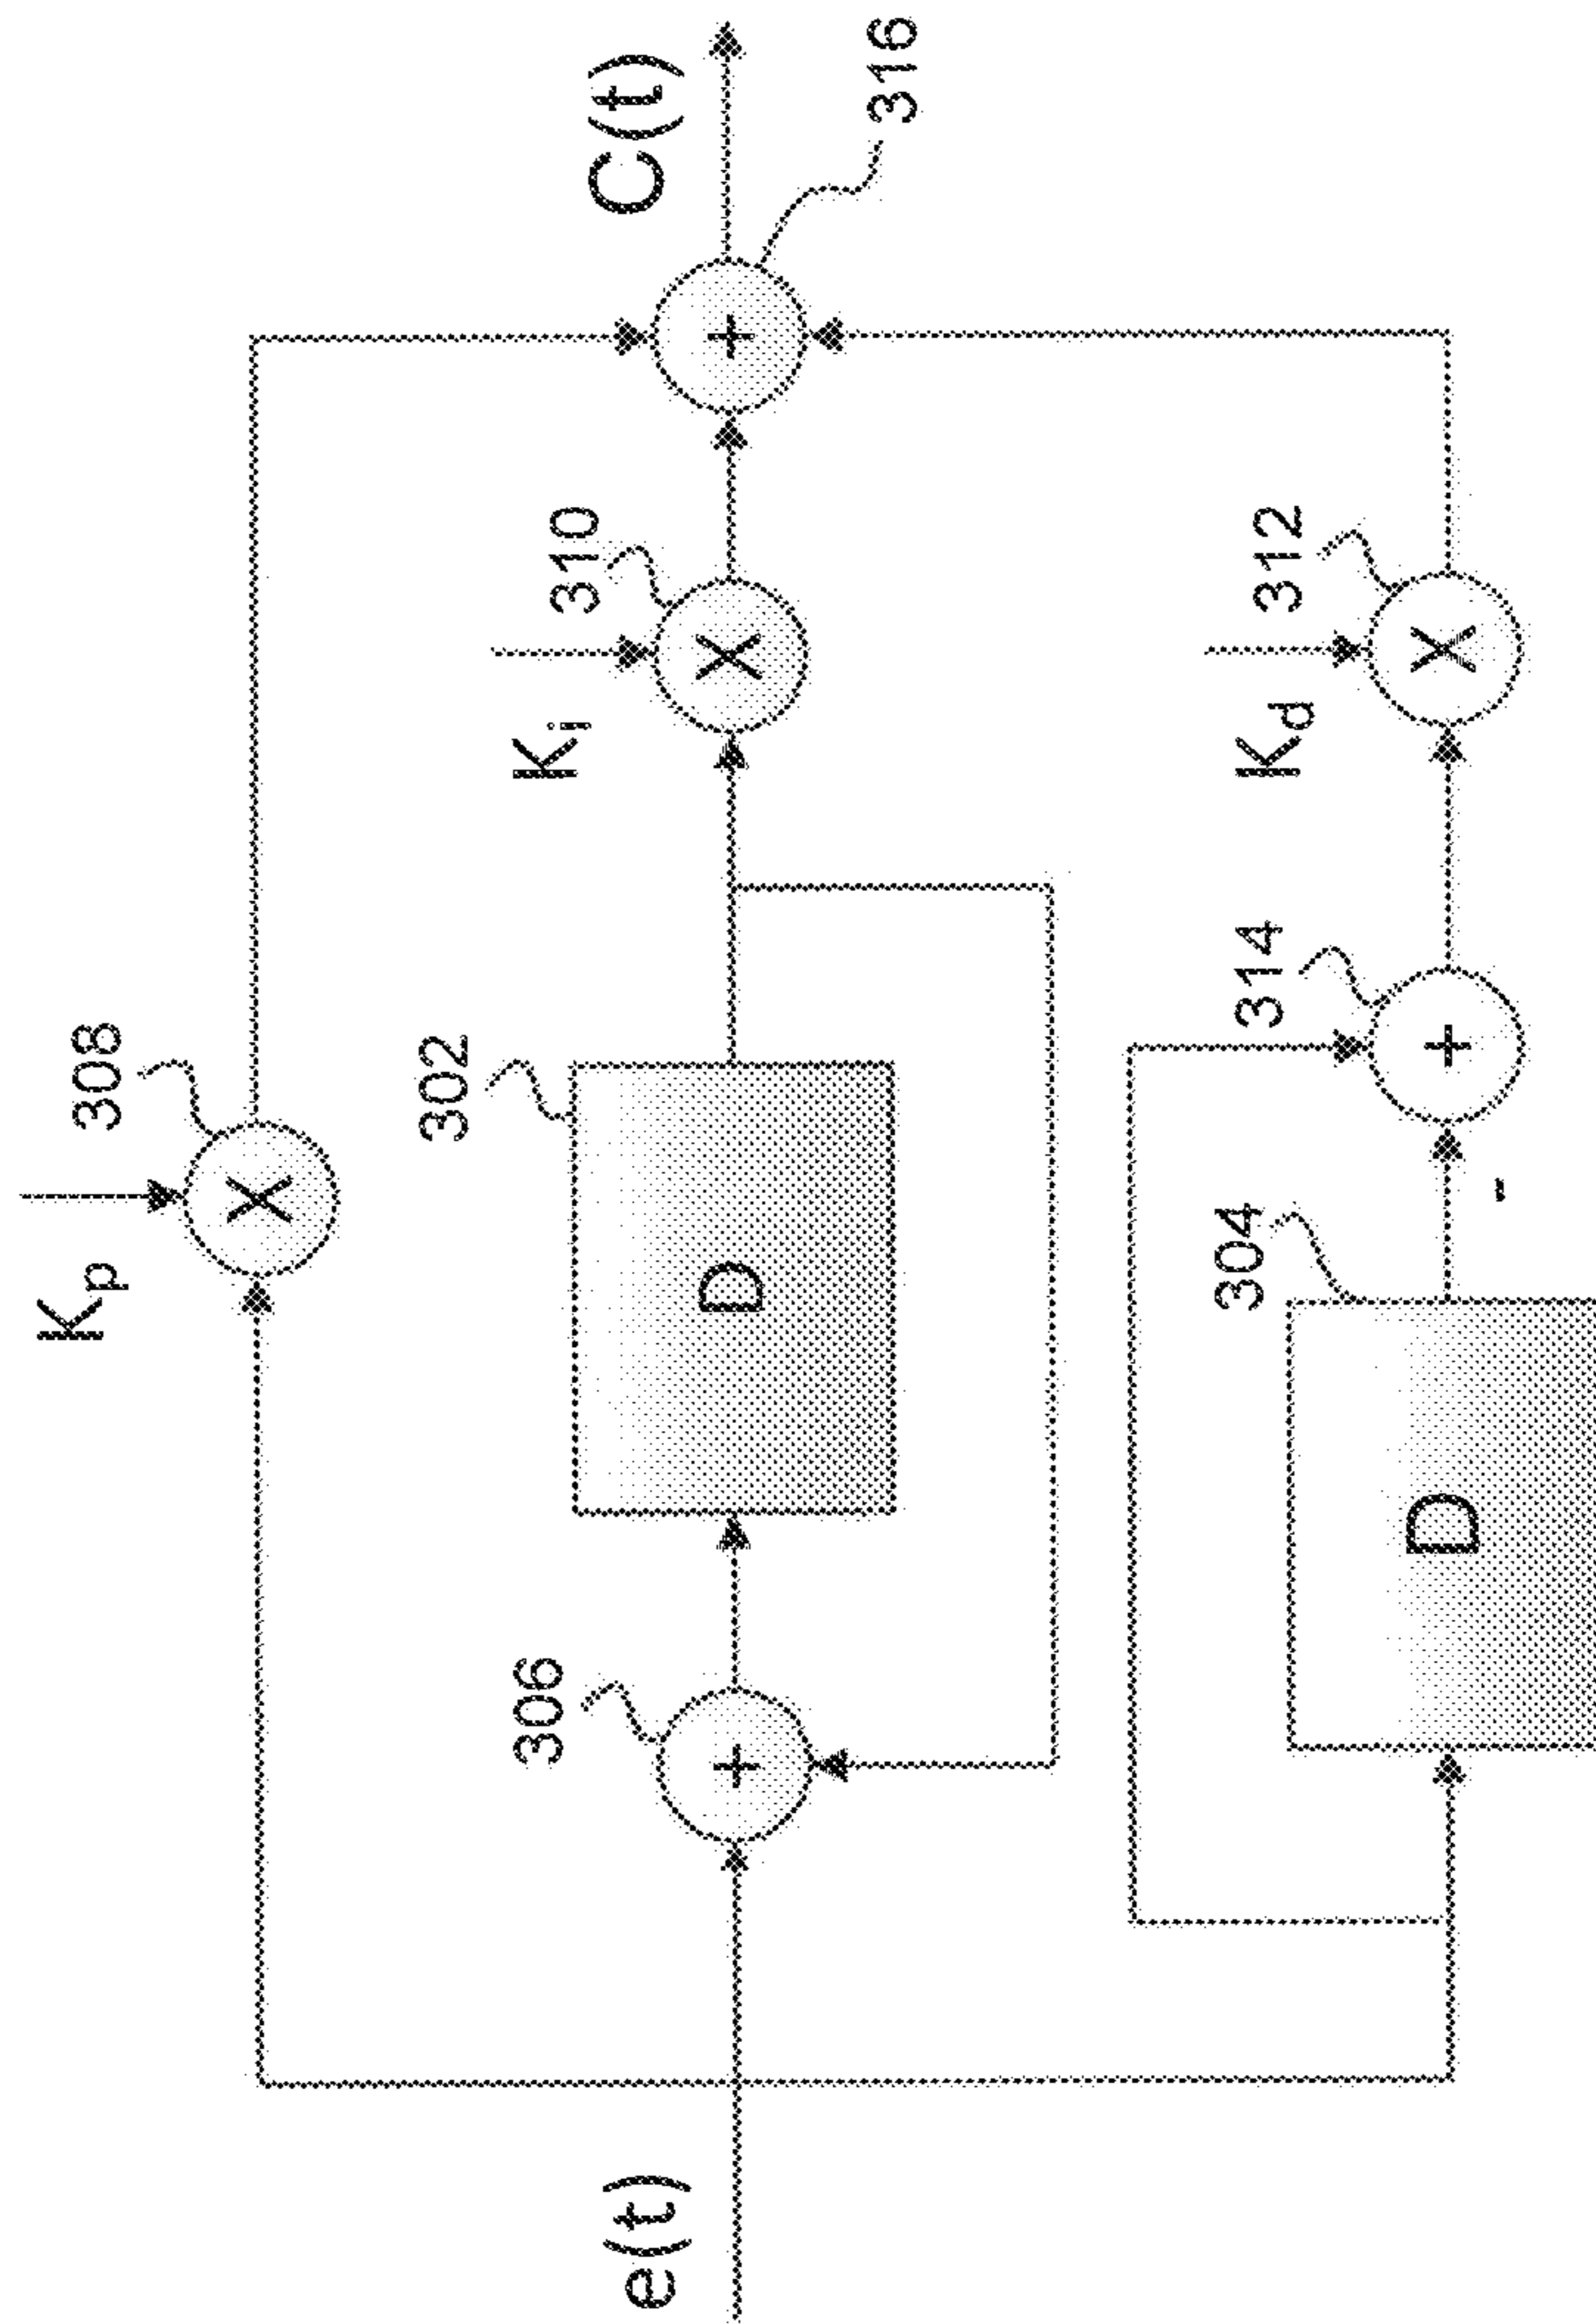 Kp
308
X
302
D
306
+
Ki
310
X
e(t)
C(t)
+
316
304
D
-
314
+
Kd
312
X